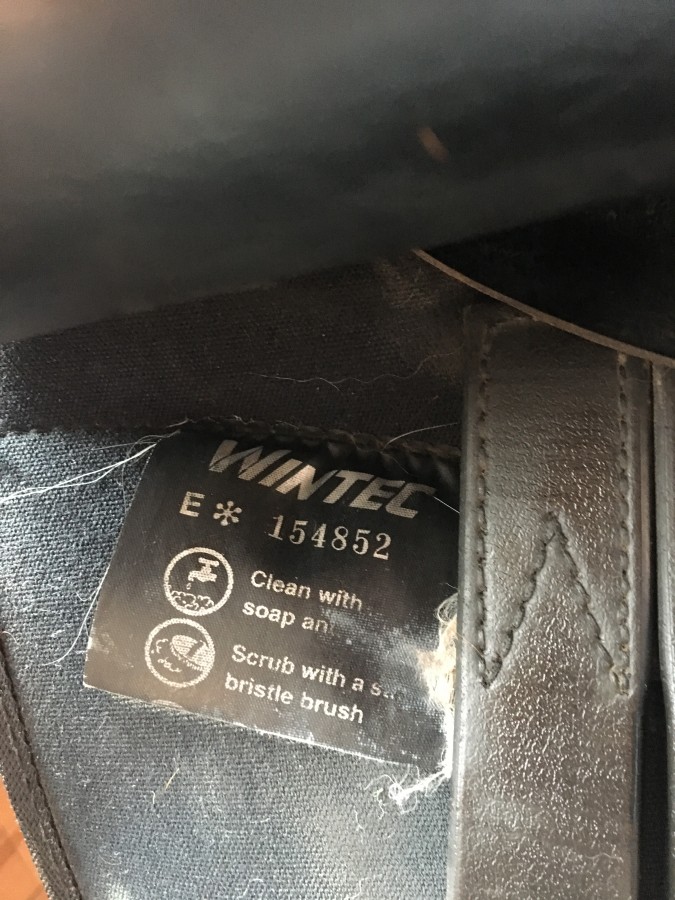 WINTEC
E* 154852
Clean with
soap an
Scrub with a s
bristle brush